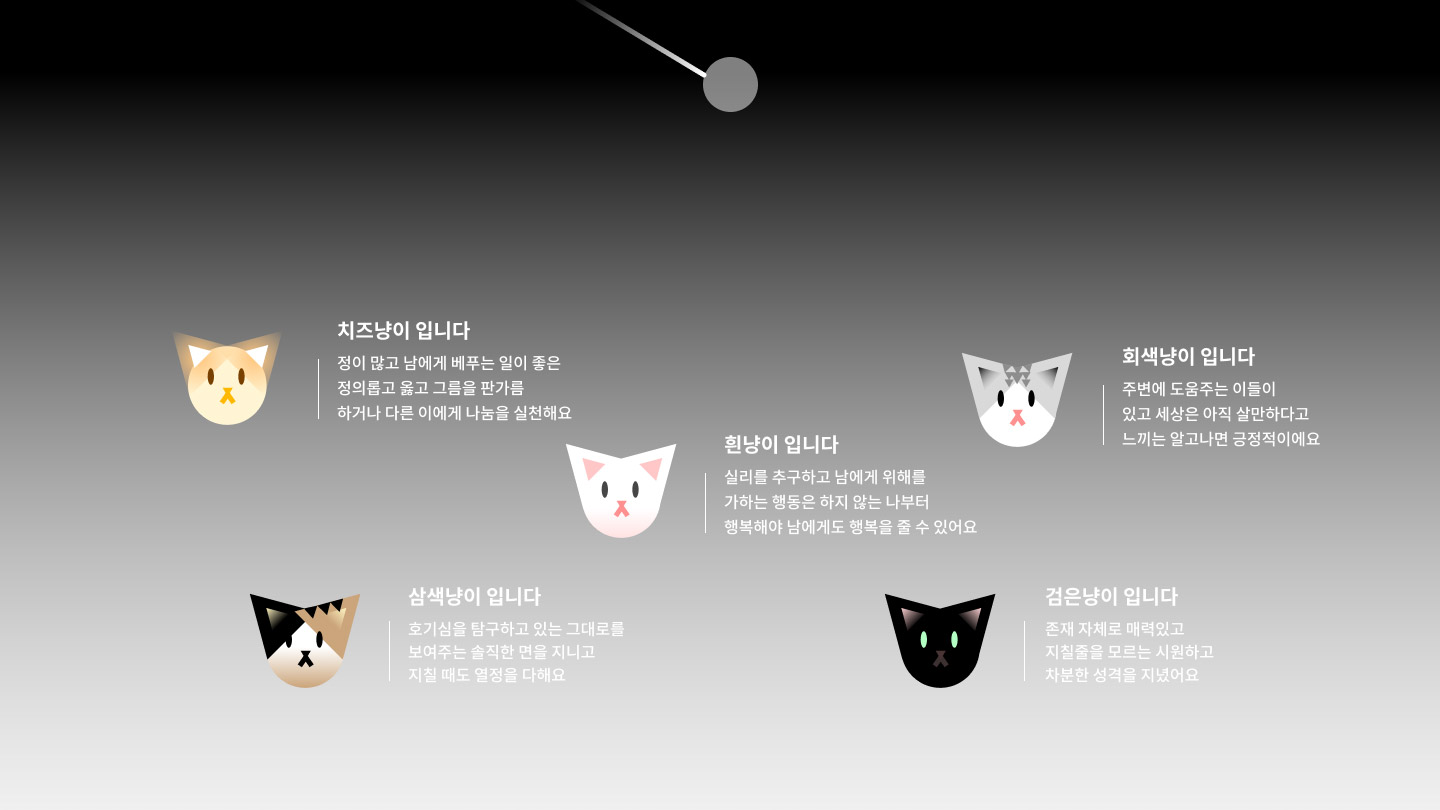 치즈냥이 입니다
정이 많고 남에게 베푸는 일이 좋은
정의롭고 옳고 그름을 판가름
하거나 다른 이에게 나눔을 실천해요
회색냥이 입니다
주변에 도움주는 이들이
있고 세상은 아직 살만하다고
느끼는 알고나면 긍정적이에요
흰냥이 입니다
실리를 추구하고 남에게 위해를
가하는 행동은 하지 않는 나부터
행복해야 남에게도 행복을 줄 수 있어요
삼색냥이 입니다
호기심을 탐구하고 있는 그대로를
보여주는 솔직한 면을 지니고
지칠 때도 열정을 다해요
검은냥이 입니다
존재 자체로 매력있고
지칠줄을 모르는 시원하고
차분한 성격을 지녔어요